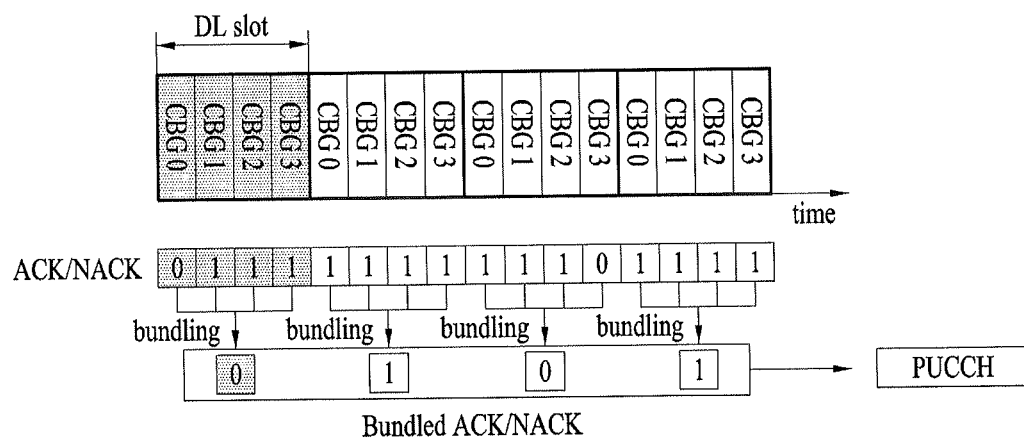 DL slot
CBG 0 CBG 1 CBG 2 CBG 3 CBG 0 CBG 1 CBG 2 CBG 3 CBG 0 CBG 1 CBG 2 CBG 3 CBG 0 CBG 1 CBG 2 CBG 3
time
ACK/NACK 0 1 1 1 1 1 1 1 1 1 1 0 1 1 1 1
bundling bundling bundling bundling
0 1 0 1 PUCCH
Bundled ACK/NACK